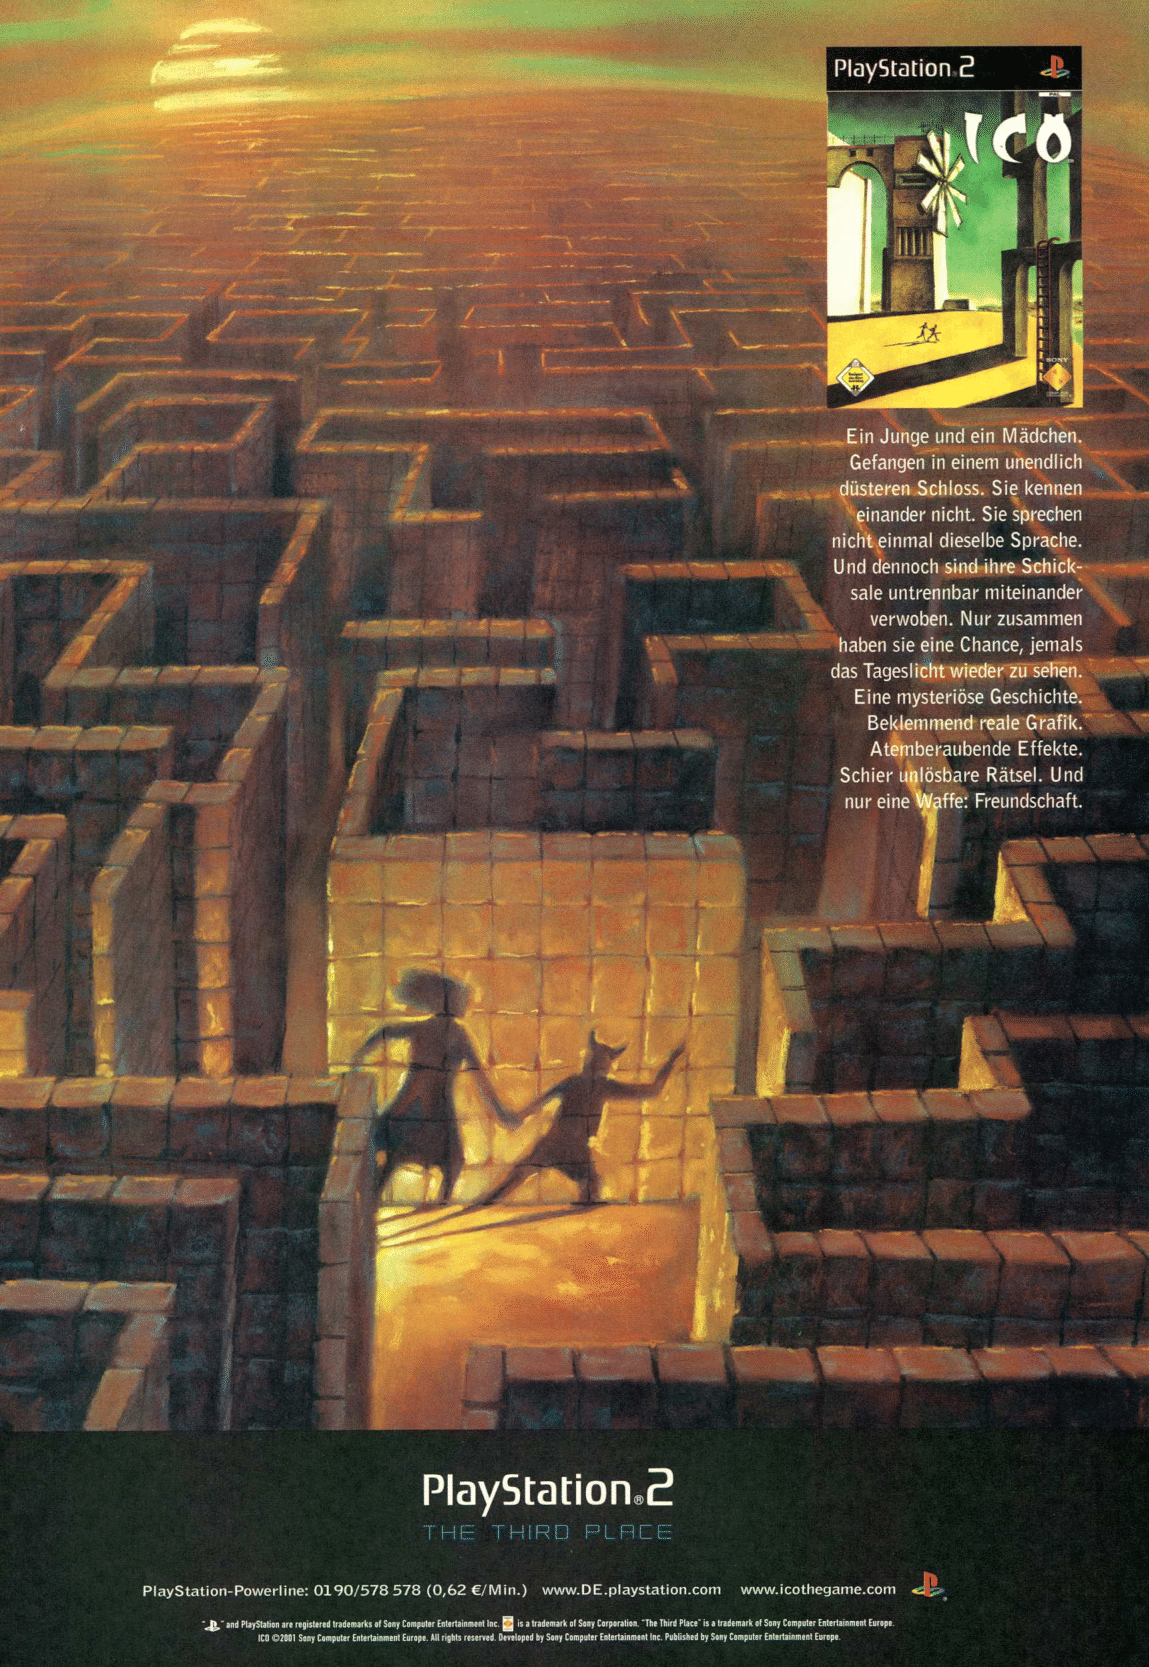 PlayStation®2
PAL
ICO
SONY
Ein Junge und ein Mädchen.
Gefangen in einem unendlich
düsteren Schloss. Sie kennen
einander nicht. Sie sprechen
nicht einmal dieselbe Sprache.
Und dennoch sind ihre Schick-
sale untrennbar miteinander
verwoben. Nur zusammen
haben sie eine Chance, jemals
das Tageslicht wieder zu sehen.
Eine mysteriöse Geschichte.
Beklemmend reale Grafik.
Atemberaubende Effekte.
Schier unlösbare Rätsel. Und
nur eine Waffe: Freundschaft.
PlayStation®2
THE THIRD PLACE
PlayStation-Powerline: 0190/578 578 (0,62 €/Min.) www.DE.playstation.com www.icothegame.com
" " and PlayStation are registered trademarks of Sony Computer Entertainment Inc. is a trademark of Sony Corporation. "The Third Place" is a trademark of Sony Computer Entertainment Europe.
ICO ©2001 Sony Computer Entertainment Europe. All rights reserved. Developed by Sony Computer Entertainment Inc. Published by Sony Computer Entertainment Europe.